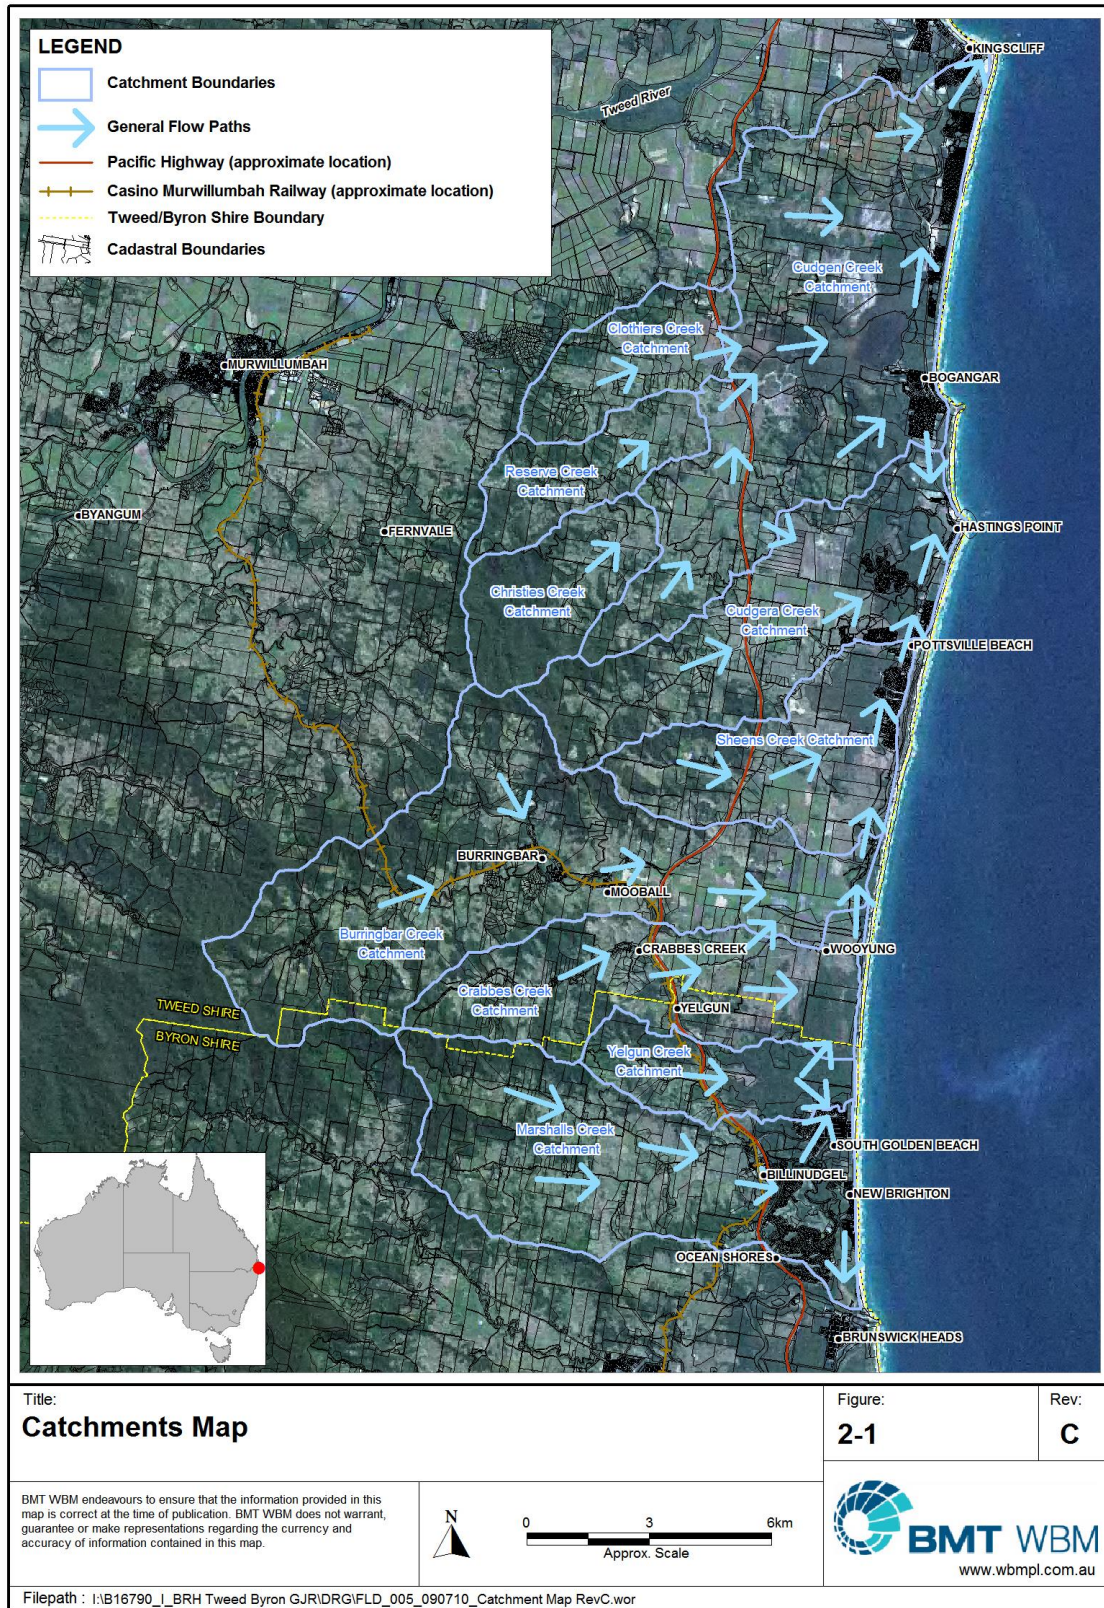 LEGEND
Catchment Boundaries
General Flow Paths
Pacific Highway (approximate location)
Casino Murwillumbah Railway (approximate location)
Tweed/Byron Shire Boundary
Cadastral Boundaries
KINGSCLIFF
Tweed River
Cudgen Creek
Catchment
Clothiers Creek
Catchment
MURWILLUMBAH
BOGANGAR
Reserve Creek
Catchment
BYANGUM
FERNVALE
HASTINGS POINT
Christies Creek
Catchment
Cudgera Creek
Catchment
POTTSVILLE BEACH
Sheens Creek Catchment
BURRINGBAR
MOOBALL
Burringbar Creek
Catchment
CRABBES CREEK
WOOYUNG
Crabbes Creek
Catchment
TWEED SHIRE
BYRON SHIRE
YELGUN
Yelgun Creek
Catchment
Marshalls Creek
Catchment
SOUTH GOLDEN BEACH
BILLINUDGEL
NEW BRIGHTON
OCEAN SHORES
BRUNSWICK HEADS
Title:
Catchments Map
Figure:
2-1
Rev:
C
BMT WBM endeavours to ensure that the information provided in this
map is correct at the time of publication. BMT WBM does not warrant,
guarantee or make representations regarding the currency and
accuracy of information contained in this map.
N
0 3 6km
Approx. Scale
BMT WBM
www.wbmpl.com.au
Filepath : I:\B16790_I_BRH Tweed Byron GJR\DRG\FLD_005_090710_Catchment Map RevC.wor